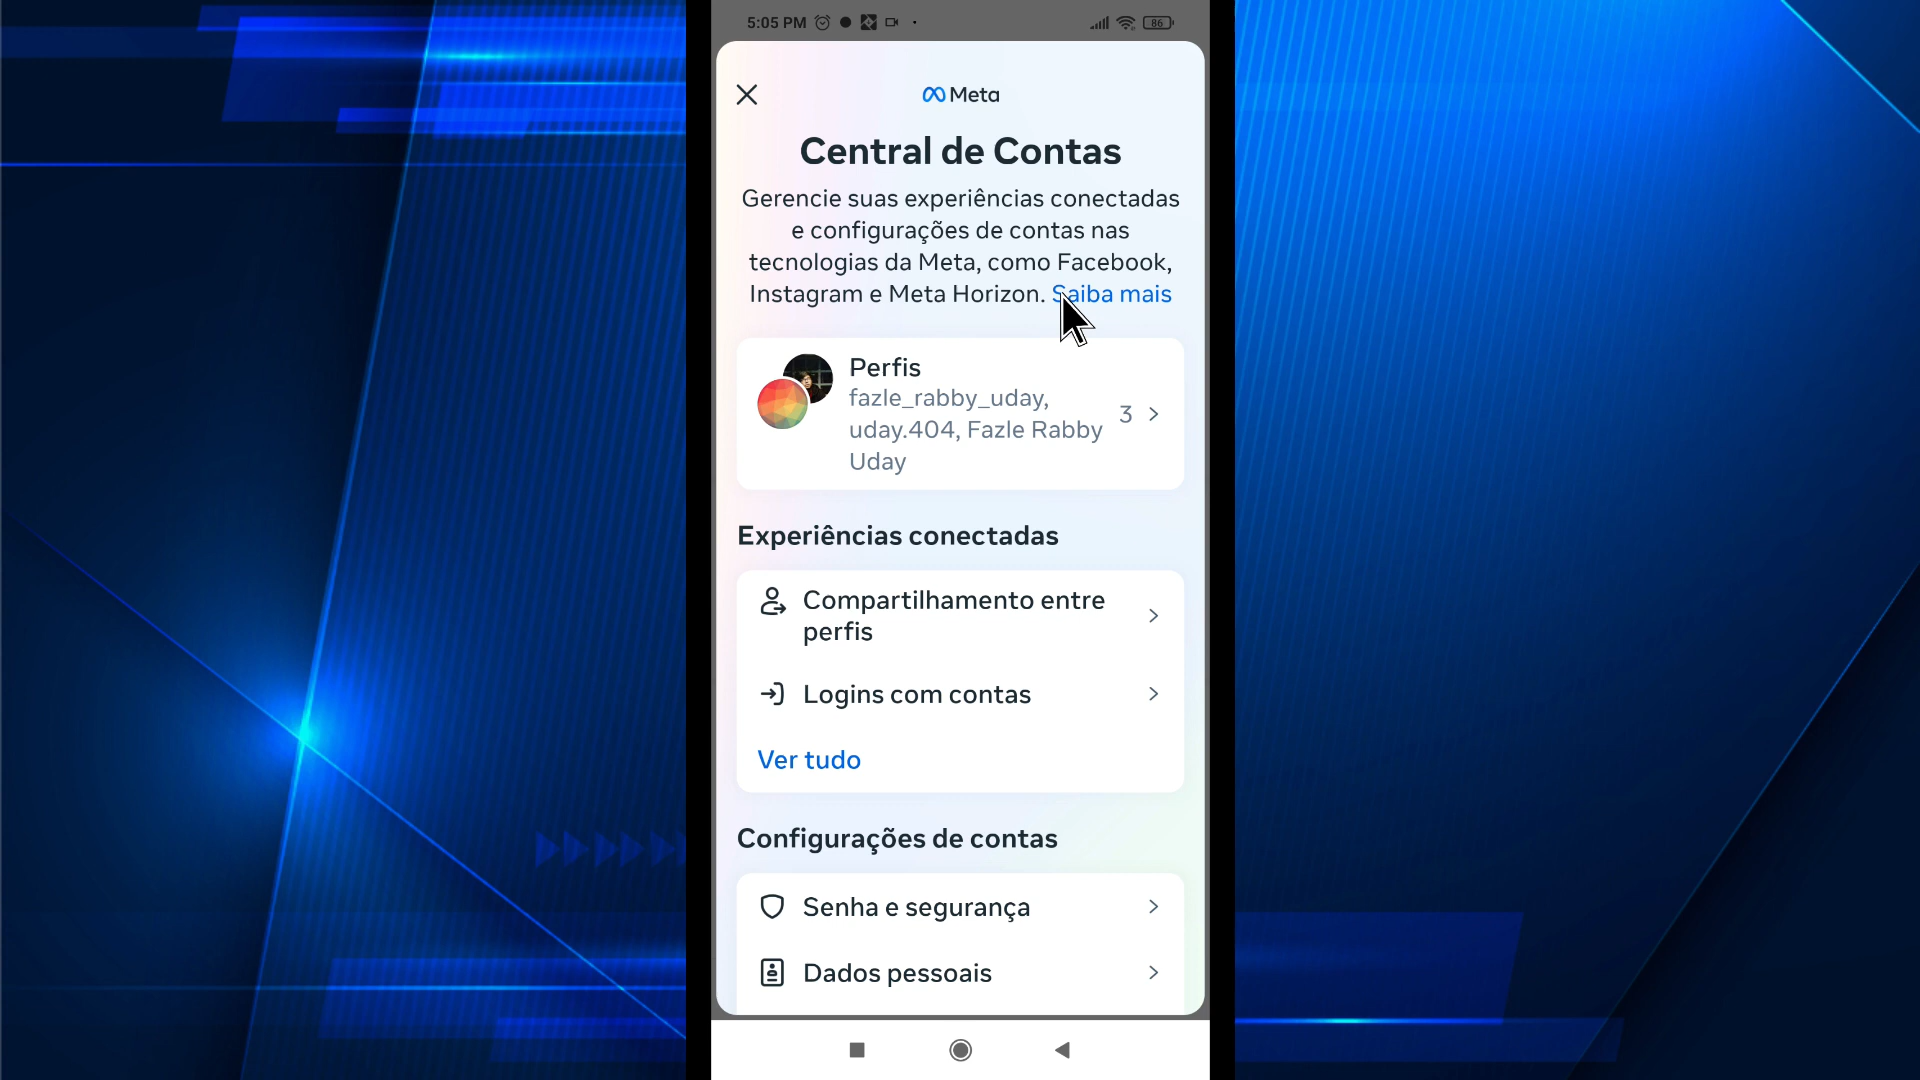 5:05 PM
86
Meta
Central de Contas
Gerencie suas experiências conectadas
e configurações de contas nas
tecnologias da Meta, como Facebook,
Instagram e Meta Horizon. Saiba mais
Perfis
fazle_rabby_uday,
uday.404, Fazle Rabby
Uday
3
Experiências conectadas
Compartilhamento entre
perfis
Logins com contas
Ver tudo
Configurações de contas
Senha e segurança
Dados pessoais